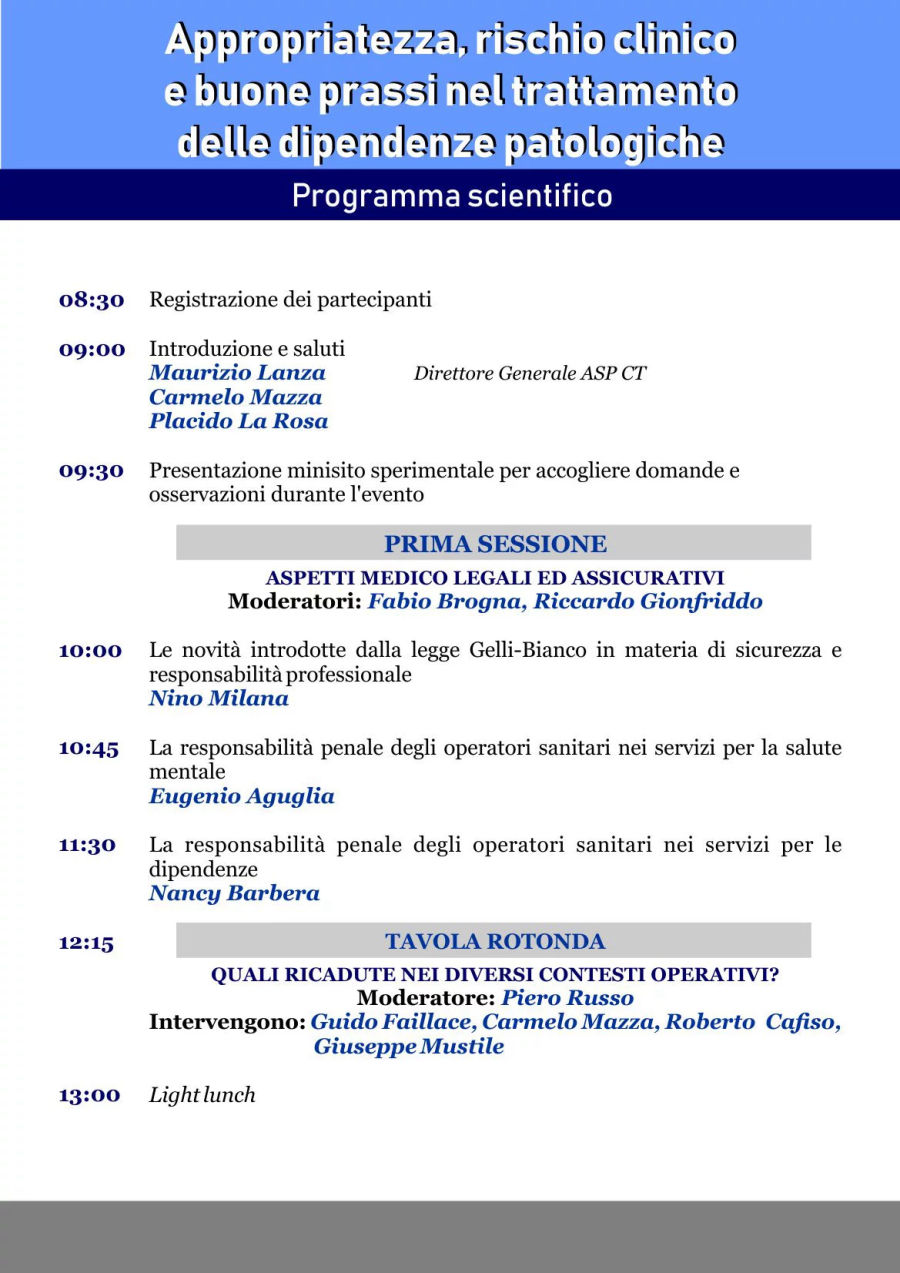 Appropriatezza, rischio clinico
e buone prassi nel trattamento
delle dipendenze patologiche
Programma scientifico
08:30 Registrazione dei partecipanti
09:00 Introduzione e saluti
Maurizio Lanza Direttore Generale ASP CT
Carmelo Mazza
Placido La Rosa
09:30 Presentazione minisito sperimentale per accogliere domande e
osservazioni durante l'evento
PRIMA SESSIONE
ASPETTI MEDICO LEGALI ED ASSICURATIVI
Moderatori: Fabio Brogna, Riccardo Gionfriddo
10:00 Le novità introdotte dalla legge Gelli-Bianco in materia di sicurezza e
responsabilità professionale
Nino Milana
10:45 La responsabilità penale degli operatori sanitari nei servizi per la salute
mentale
Eugenio Aguglia
11:30 La responsabilità penale degli operatori sanitari nei servizi per le
dipendenze
Nancy Barbera
12:15 TAVOLA ROTONDA
QUALI RICADUTE NEI DIVERSI CONTESTI OPERATIVI?
Moderatore: Piero Russo
Intervengono: Guido Faillace, Carmelo Mazza, Roberto Cafiso,
Giuseppe Mustile
13:00 Light lunch